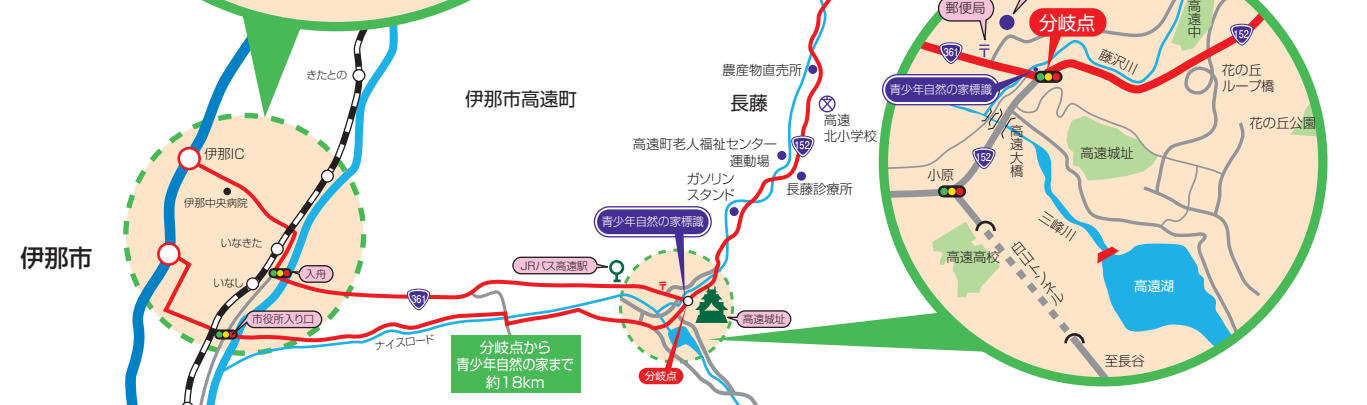 きたとの
伊那市高遠町
伊那IC
伊那中央病院
いなきた
伊那市
いなし
入舟
市役所入り口
361
ナイスロード
JRバス高遠駅
〒
青少年自然の家標識
高遠城址
分岐点
分岐点から
青少年自然の家まで
約18km
農産物直売所
長藤
高遠
北小学校
高遠町老人福祉センター
運動場
152
ガソリン
スタンド
長藤診療所
郵便局
〒
分岐点
高遠中
361
152
藤沢川
花の丘
ループ橋
青少年自然の家標識
花の丘公園
高遠大橋
高遠城址
152
小原
三峰川
高遠高校
白山トンネル
高遠湖
至長谷